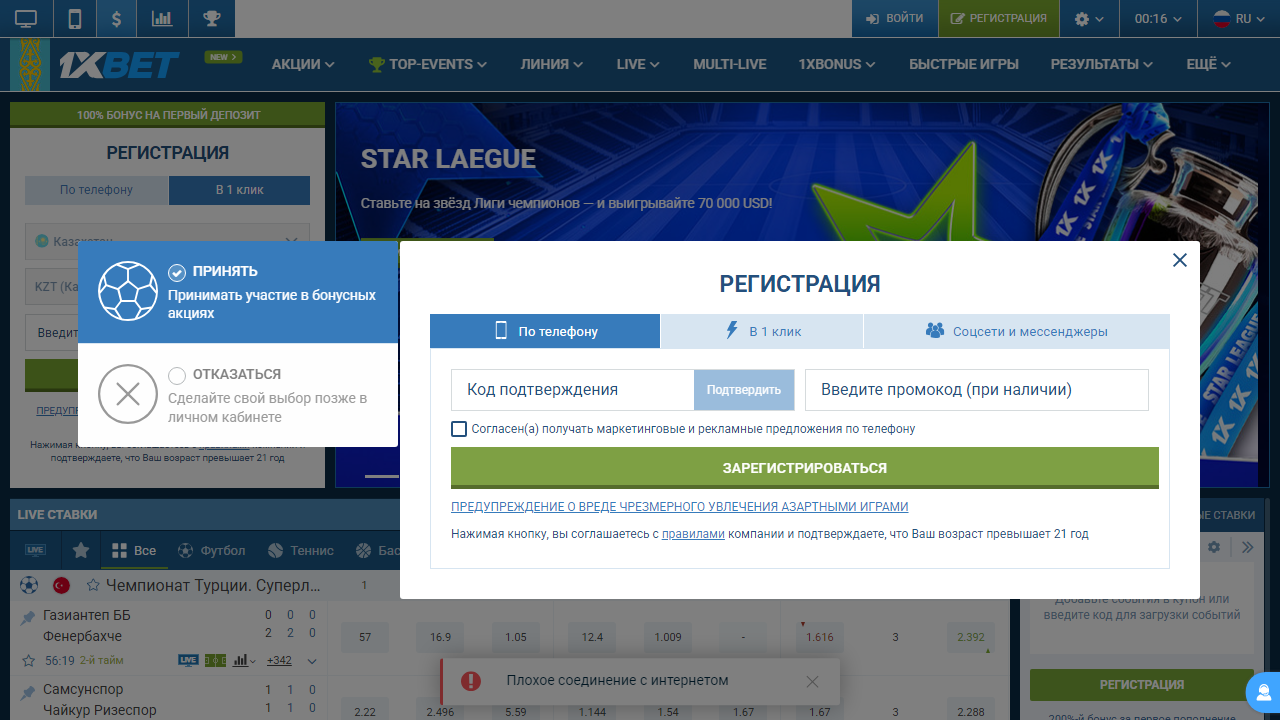 ВОЙТИ
РЕГИСТРАЦИЯ
00:16
RU
1XBET
NEW
АКЦИИ
TOP-EVENTS
ЛИНИЯ
LIVE
MULTI-LIVE
1XBONUS
БЫСТРЫЕ ИГРЫ
РЕЗУЛЬТАТЫ
ЕЩЁ
100% БОНУС НА ПЕРВЫЙ ДЕПОЗИТ
РЕГИСТРАЦИЯ
По телефону
В 1 клик
Казахстан
KZT (Ка
Введит
ПРЕДУПР
Нажимая кнопку, вы соглашаетесь с правилами компании и
подтверждаете, что Ваш возраст превышает 21 год
STAR LAEGUE
Ставьте на звёзд Лиги чемпионов — и выигрывайте 70 000 USD!
ПРИНЯТЬ
Принимать участие в бонусных
акциях
ОТКАЗАТЬСЯ
Сделайте свой выбор позже в
личном кабинете
РЕГИСТРАЦИЯ
По телефону
В 1 клик
Соцсети и мессенджеры
Код подтверждения
Подтвердить
Введите промокод (при наличии)
Согласен(а) получать маркетинговые и рекламные предложения по телефону
ЗАРЕГИСТРИРОВАТЬСЯ
ПРЕДУПРЕЖДЕНИЕ О ВРЕДЕ ЧРЕЗМЕРНОГО УВЛЕЧЕНИЯ АЗАРТНЫМИ ИГРАМИ
Нажимая кнопку, вы соглашаетесь с правилами компании и подтверждаете, что Ваш возраст превышает 21 год
LIVE СТАВКИ
ЫЕ СТАВКИ
LIVE
Все
Футбол
Теннис
Бас
Чемпионат Турции. Суперл...
1
Газиантеп ББ 0 0 0
Фенербахче 2 2 0
57 16.9 1.05 12.4 1.009 - 1.616 3 2.392
56:19 2-й тайм LIVE +342
Самсунспор 1 1 0
Чайкур Ризеспор 1 1 0
2.22 2.496 5.59 1.144 1.54 1.67 1.67 3 2.288
Добавьте события в купон или
введите код для загрузки событий
РЕГИСТРАЦИЯ
200%-й бонус за первое пополнение
Плохое соединение с интернетом